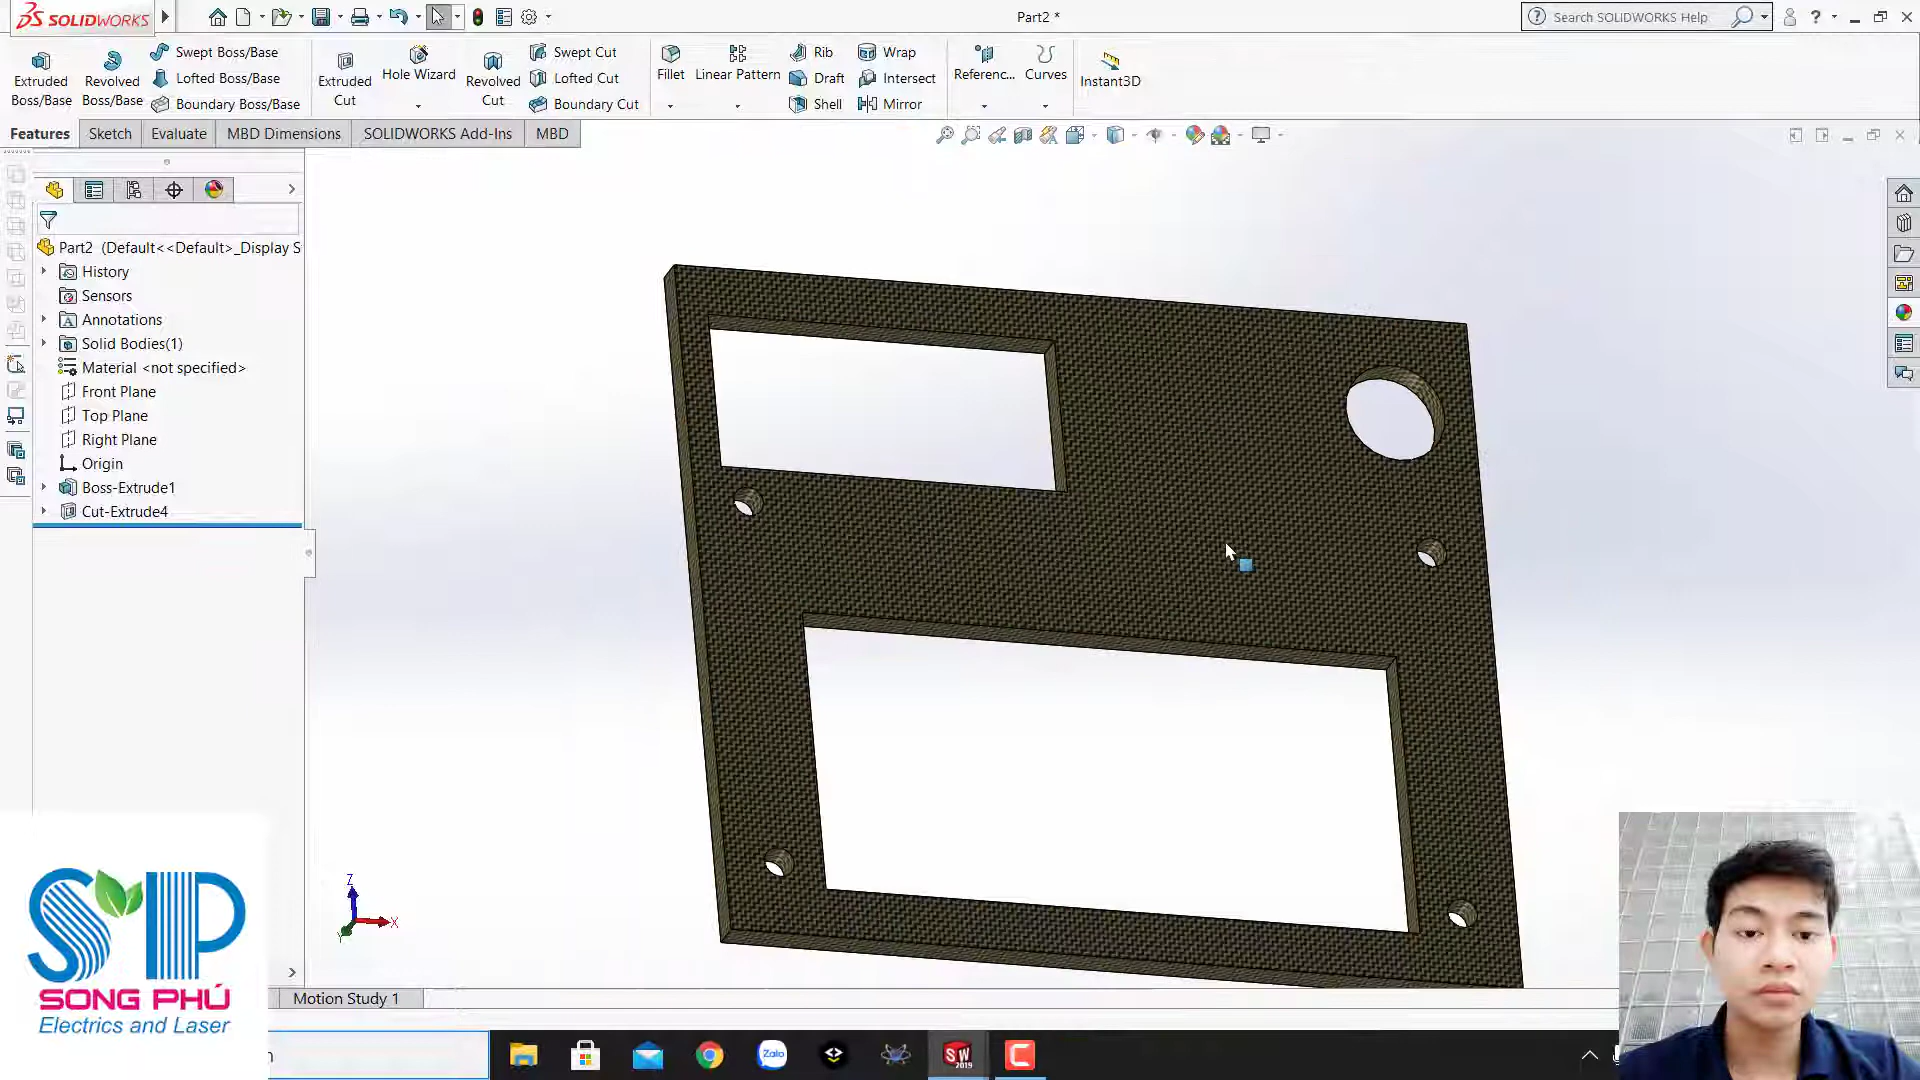 SOLIDWORKS
Part2 *
Search SOLIDWORKS Help
Extruded Boss/Base
Revolved Boss/Base
Swept Boss/Base
Lofted Boss/Base
Boundary Boss/Base
Extruded Cut
Hole Wizard
Revolved Cut
Swept Cut
Lofted Cut
Boundary Cut
Fillet
Linear Pattern
Rib
Draft
Shell
Wrap
Intersect
Mirror
Referenc...
Curves
Instant3D
Features
Sketch
Evaluate
MBD Dimensions
SOLIDWORKS Add-Ins
MBD
Part2 (Default<<Default>_Display S
History
Sensors
Annotations
Solid Bodies(1)
Material <not specified>
Front Plane
Top Plane
Right Plane
Origin
Boss-Extrude1
Cut-Extrude4
Z
X
Y
SONG PHÚ
Electrics and Laser
Motion Study 1
Zalo
SW
2019